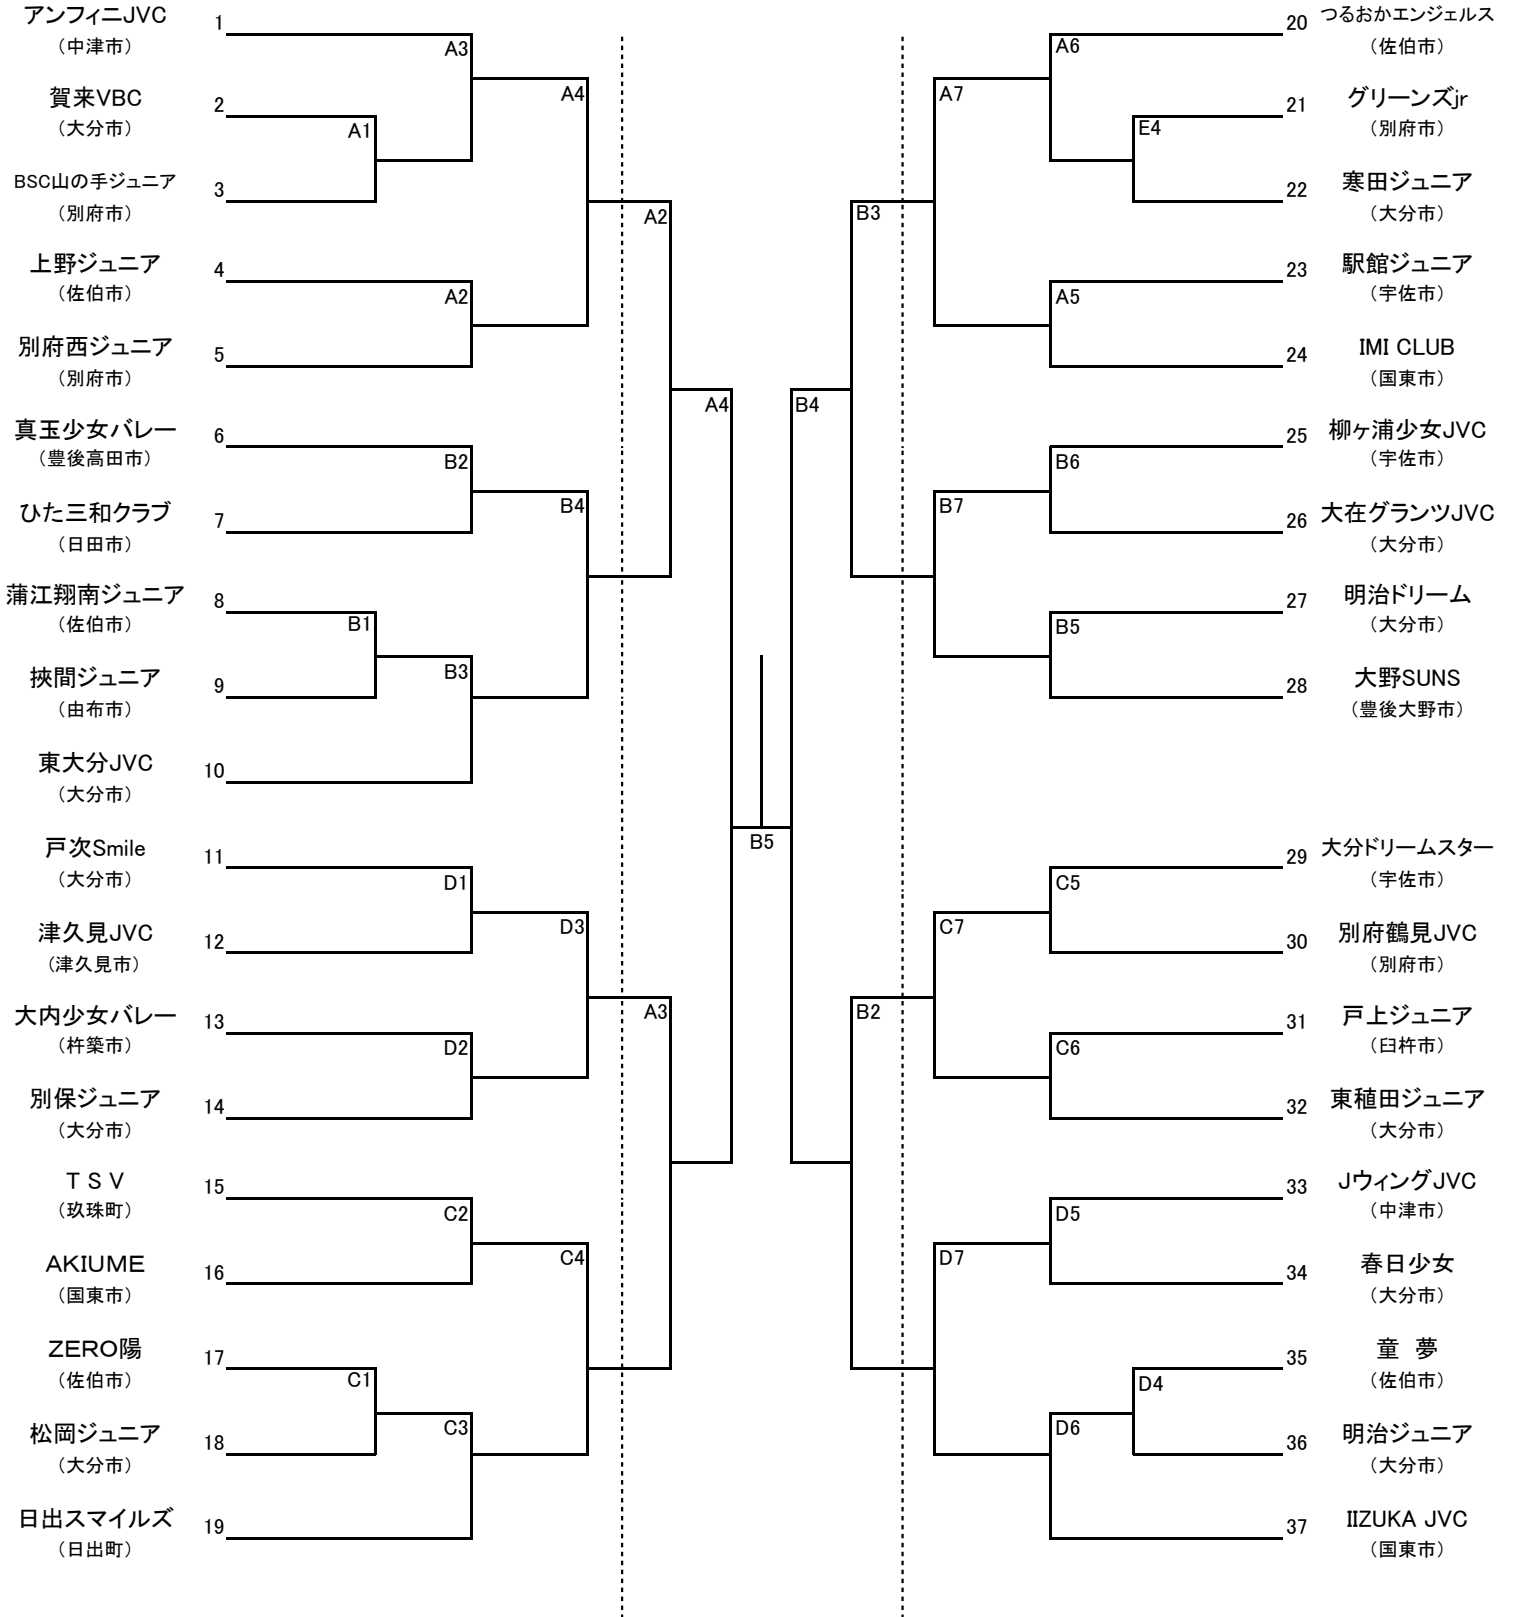 アンフィニJVC
（中津市）
1
賀来VBC
（大分市）
2
BSC山の手ジュニア
（別府市）
3
上野ジュニア
（佐伯市）
4
別府西ジュニア
（別府市）
5
真玉少女バレー
（豊後高田市）
6
ひた三和クラブ
（日田市）
7
蒲江翔南ジュニア
（佐伯市）
8
挾間ジュニア
（由布市）
9
東大分JVC
（大分市）
10
戸次Smile
（大分市）
11
津久見JVC
（津久見市）
12
大内少女バレー
（杵築市）
13
別保ジュニア
（大分市）
14
ＴＳＶ
（玖珠町）
15
AKIUME
（国東市）
16
ZERO陽
（佐伯市）
17
松岡ジュニア
（大分市）
18
日出スマイルズ
（日出町）
19
A3
A1
A4
A2
A2
B2
B4
B1
B3
A4
D1
D3
D2
A3
C2
C4
C1
C3
B5
A6
A7
E4
B3
A5
B4
B6
B7
B5
C5
C7
C6
B2
D5
D7
D4
D6
20 つるおかエンジェルス
（佐伯市）
21 グリーンズjr
（別府市）
22 寒田ジュニア
（大分市）
23 駅館ジュニア
（宇佐市）
24 IMI CLUB
（国東市）
25 柳ヶ浦少女JVC
（宇佐市）
26 大在グランツJVC
（大分市）
27 明治ドリーム
（大分市）
28 大野SUNS
（豊後大野市）
29 大分ドリームスター
（宇佐市）
30 別府鶴見JVC
（別府市）
31 戸上ジュニア
（臼杵市）
32 東稙田ジュニア
（大分市）
33 JウィングJVC
（中津市）
34 春日少女
（大分市）
35 童　夢
（佐伯市）
36 明治ジュニア
（大分市）
37 IIZUKA JVC
（国東市）